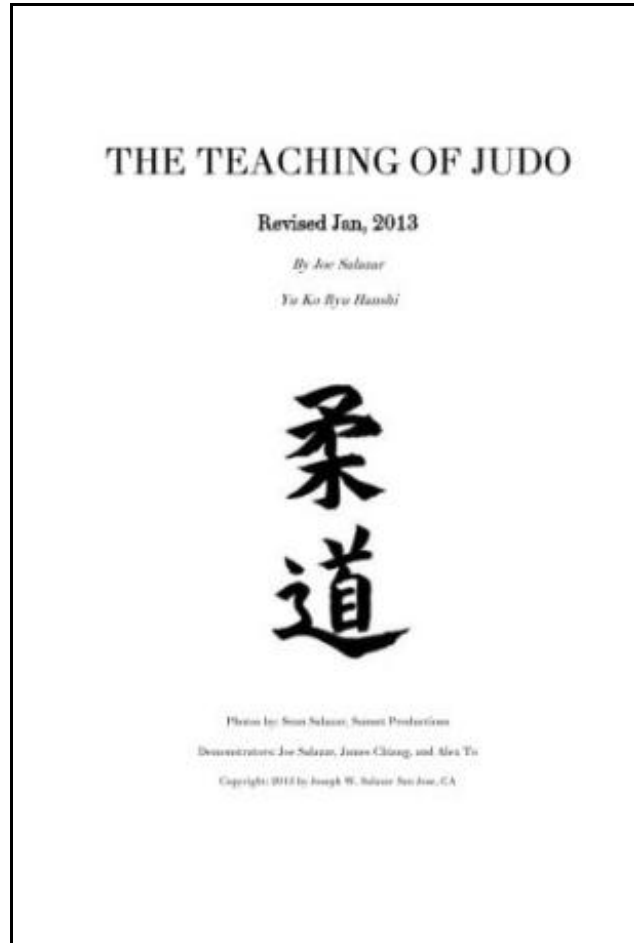 THE TEACHING OF JUDO
Revised Jan, 2013
By Joe Salazar
Yu Ko Ryu Hanshi
柔
道
Photos by: Sean Salazar, Sunset Productions
Demonstrators: Joe Salazar, James Chiang, and Alex To
Copyright: 2013 by Joseph W. Salazar San Jose, CA